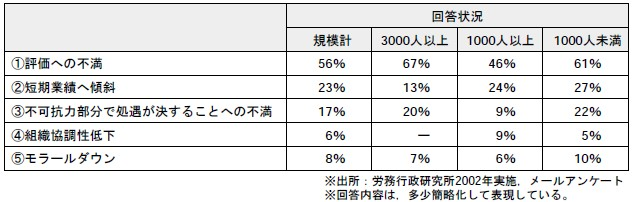 回答状況
規模計 3000人以上 1000人以上 1000人未満
①評価への不満 56% 67% 46% 61%
②短期業績へ傾斜 23% 13% 24% 27%
③不可抗力部分で処遇が決することへの不満 17% 20% 9% 22%
④組織協調性低下 6% ー 9% 5%
⑤モラールダウン 8% 7% 6% 10%
※出所：労務行政研究所2002年実施，メールアンケート
※回答内容は，多少簡略化して表現している。